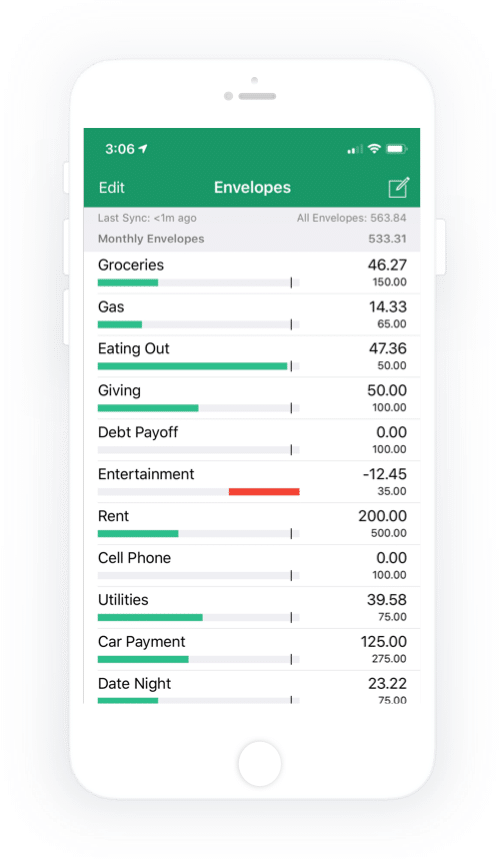 3:06
Edit Envelopes
Last Sync: <1m ago All Envelopes: 563.84
Monthly Envelopes 533.31
Groceries 46.27
150.00
Gas 14.33
65.00
Eating Out 47.36
50.00
Giving 50.00
100.00
Debt Payoff 0.00
100.00
Entertainment -12.45
35.00
Rent 200.00
500.00
Cell Phone 0.00
100.00
Utilities 39.58
75.00
Car Payment 125.00
275.00
Date Night 23.22
75.00